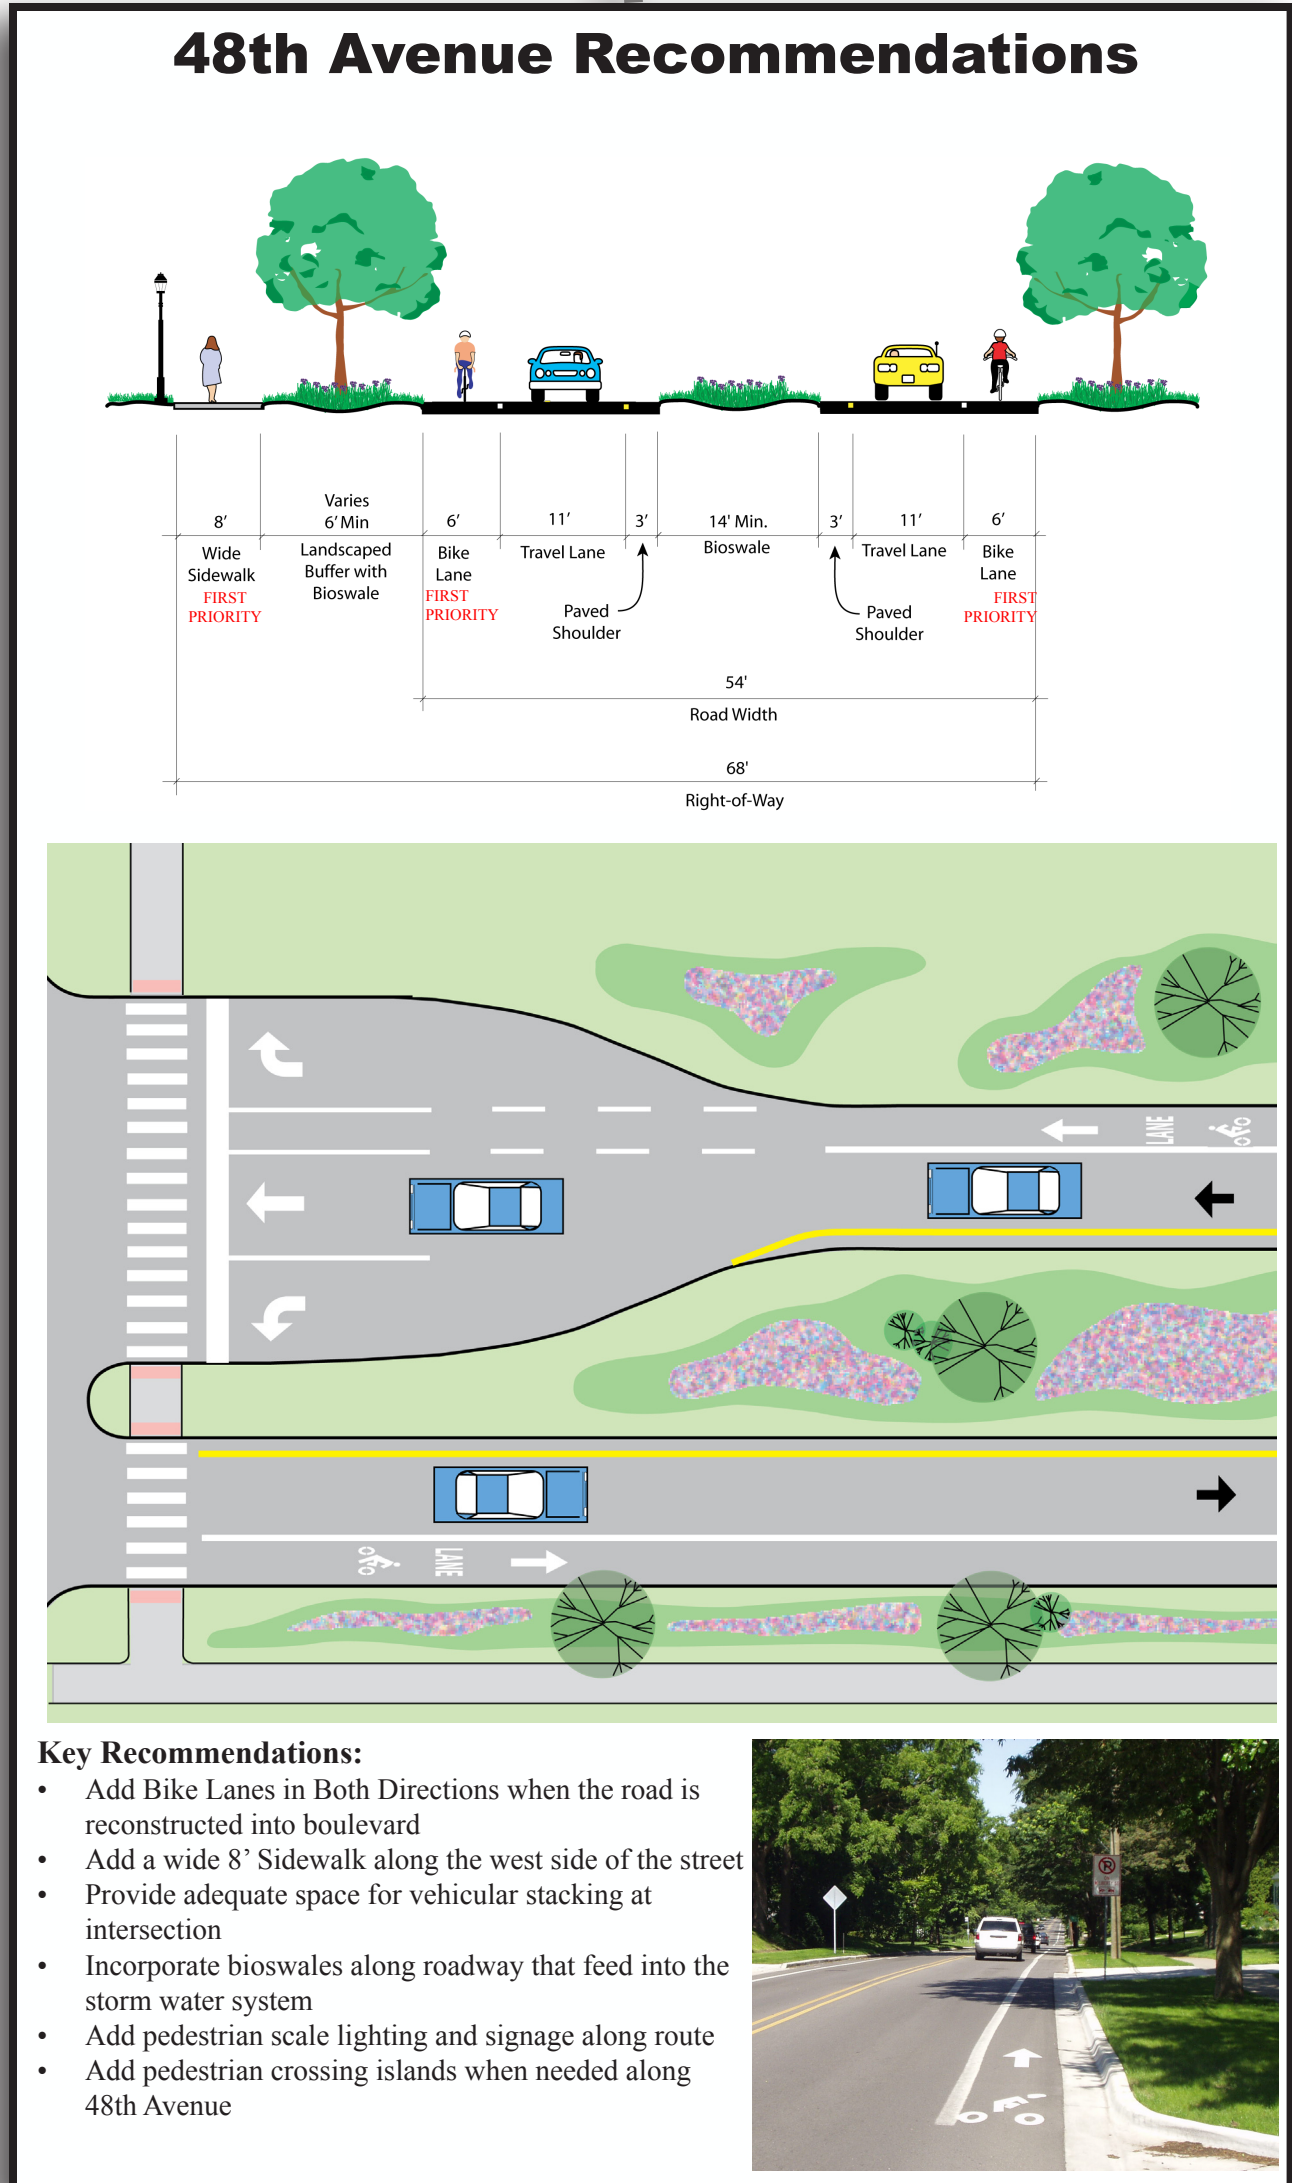 48th Avenue Recommendations
8’
Varies
6’ Min
6’
11’
3’
14' Min.
3’
11’
6’
Wide
Sidewalk
FIRST
PRIORITY
Landscaped
Buffer with
Bioswale
Bike
Lane
FIRST
PRIORITY
Travel Lane
Paved
Shoulder
Bioswale
Paved
Shoulder
Travel Lane
Bike
Lane
FIRST
PRIORITY
54'
Road Width
68'
Right-of-Way
LANE
LANE
Key Recommendations:
• Add Bike Lanes in Both Directions when the road is
reconstructed into boulevard
• Add a wide 8’ Sidewalk along the west side of the street
• Provide adequate space for vehicular stacking at
intersection
• Incorporate bioswales along roadway that feed into the
storm water system
• Add pedestrian scale lighting and signage along route
• Add pedestrian crossing islands when needed along
48th Avenue